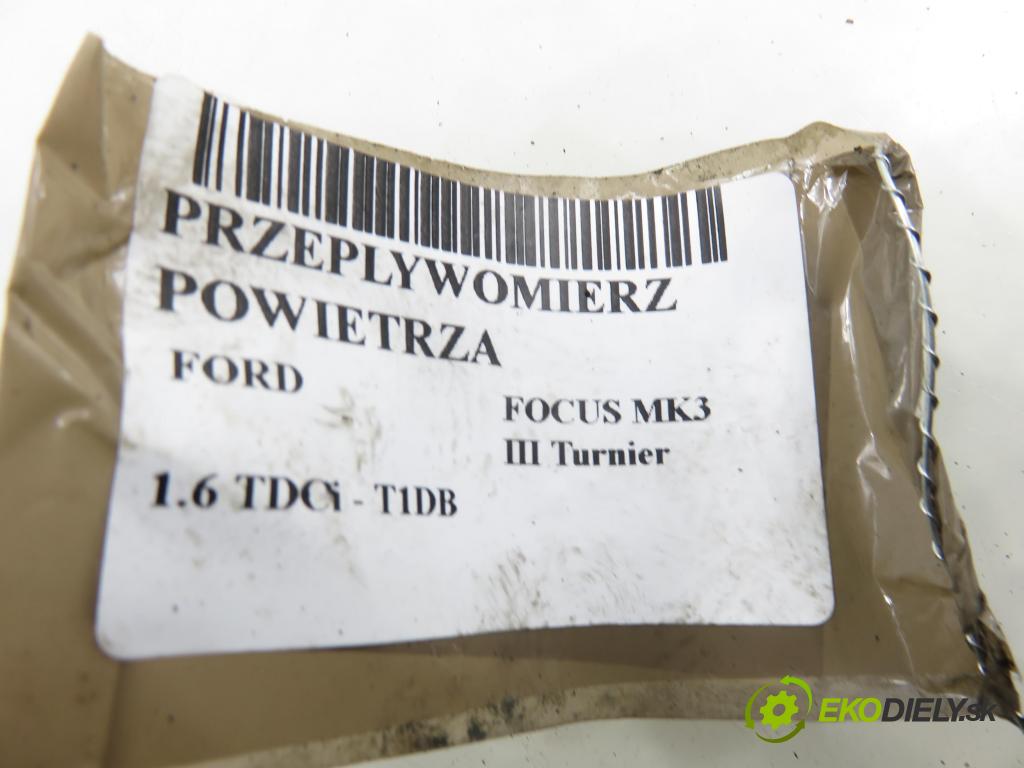 PRZEPLYWOMIERZ
POWIETRZA
FORD
FOCUS MK3
III Turnier
1.6 TDCi - T1DB
EKODIELY.sk